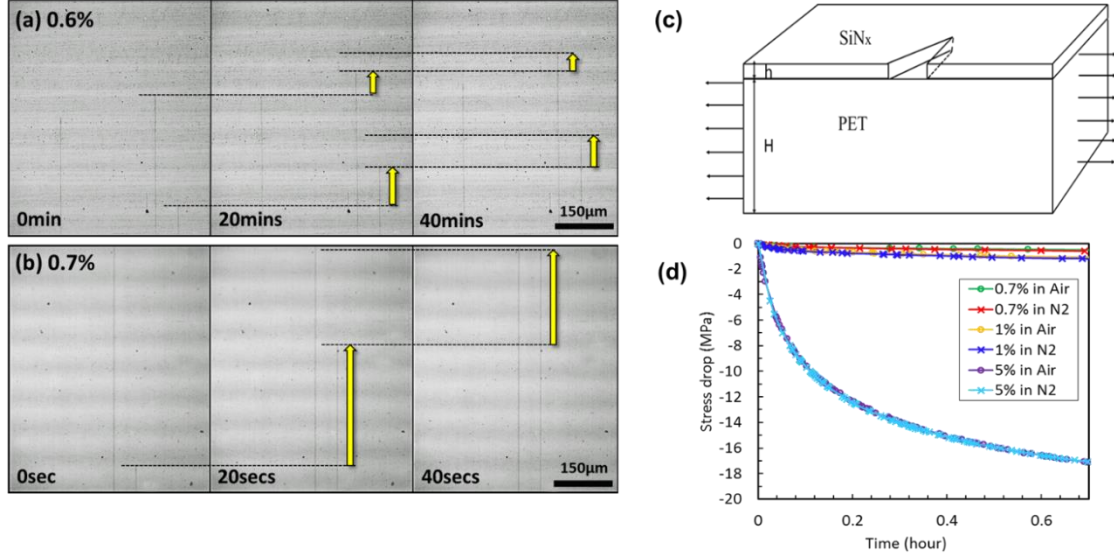 (a) 0.6%
0min
20mins
40mins
150μm
(b) 0.7%
0sec
20secs
40secs
150μm
(c)
SiNx
h
PET
H
(d)
0
-2
-4
-6
-8
-10
-12
-14
-16
-18
-20
Stress drop (MPa)
0.7% in Air
0.7% in N2
1% in Air
1% in N2
5% in Air
5% in N2
0
0.2
0.4
0.6
Time (hour)